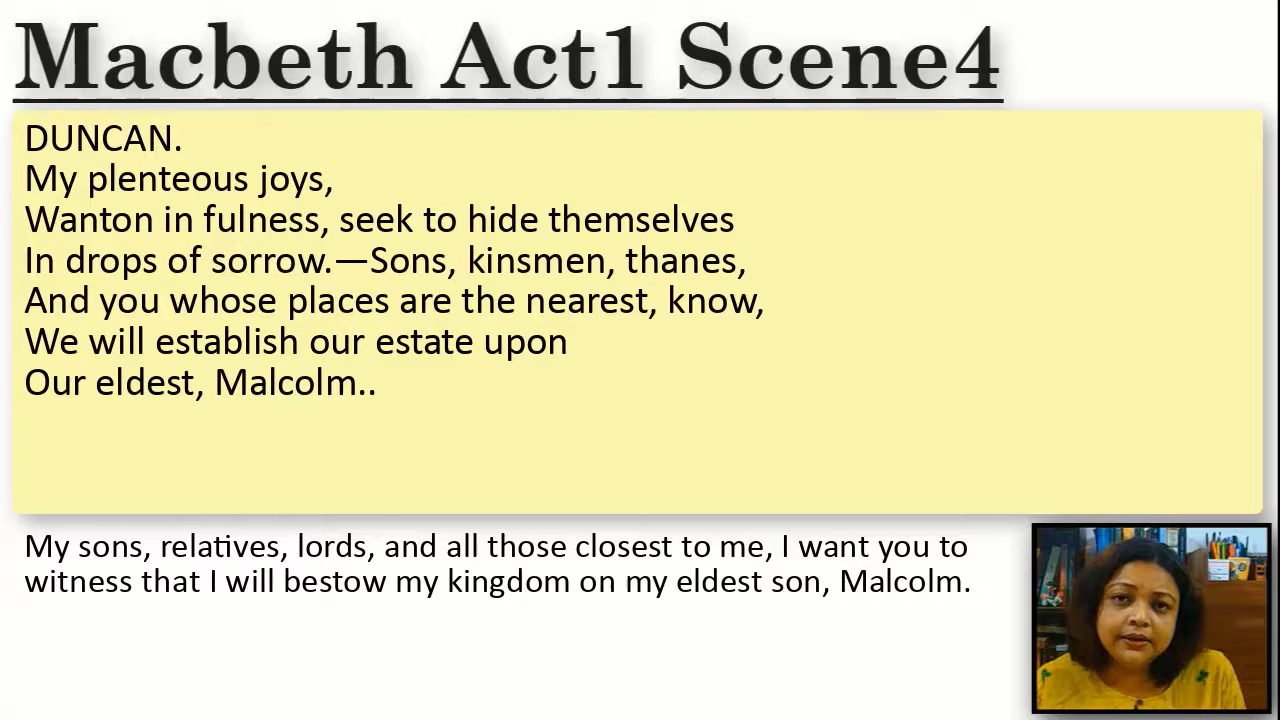 Macbeth Act1 Scene4
DUNCAN.
My plenteous joys,
Wanton in fulness, seek to hide themselves
In drops of sorrow.—Sons, kinsmen, thanes,
And you whose places are the nearest, know,
We will establish our estate upon
Our eldest, Malcolm..
My sons, relatives, lords, and all those closest to me, I want you to
witness that I will bestow my kingdom on my eldest son, Malcolm.